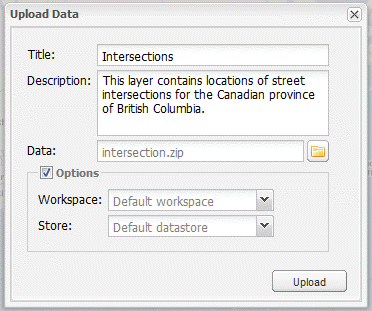 Upload Data
Title: Intersections
Description: This layer contains locations of street
intersections for the Canadian province
of British Columbia.
Data: intersection.zip
Options
Workspace: Default workspace
Store: Default datastore
Upload